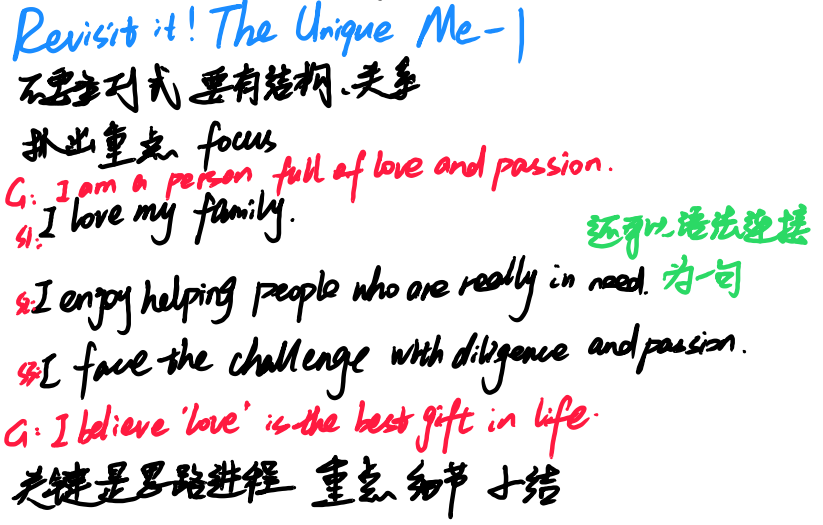 Revisit it! The Unique Me-1
不要罗列式 要有结构、关系
扒出重点 focus
G: I am a person full of love and passion.
S1: I love my family.
还可以语法连接
S2: I enjoy helping people who are really in need.
为一句
S3: I face the challenge with diligence and passion.
G: I believe 'love' is the best gift in life.
关键是思路进程 重点 细节 小结